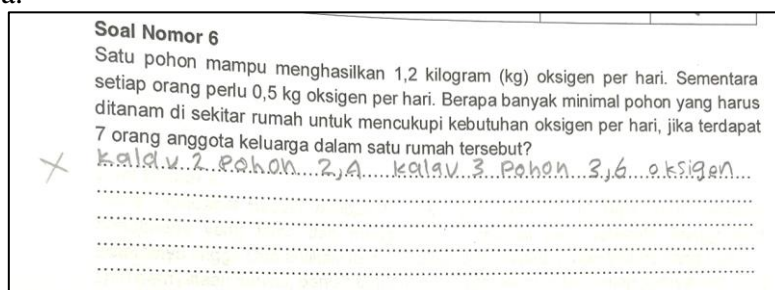 Soal Nomor 6
Satu pohon mampu menghasilkan 1,2 kilogram (kg) oksigen per hari. Sementara
setiap orang perlu 0,5 kg oksigen per hari. Berapa banyak minimal pohon yang harus
ditanam di sekitar rumah untuk mencukupi kebutuhan oksigen per hari, jika terdapat
7 orang anggota keluarga dalam satu rumah tersebut?
kalau 2 pohon 2,4 kalau 3 pohon 3,6 oksigen